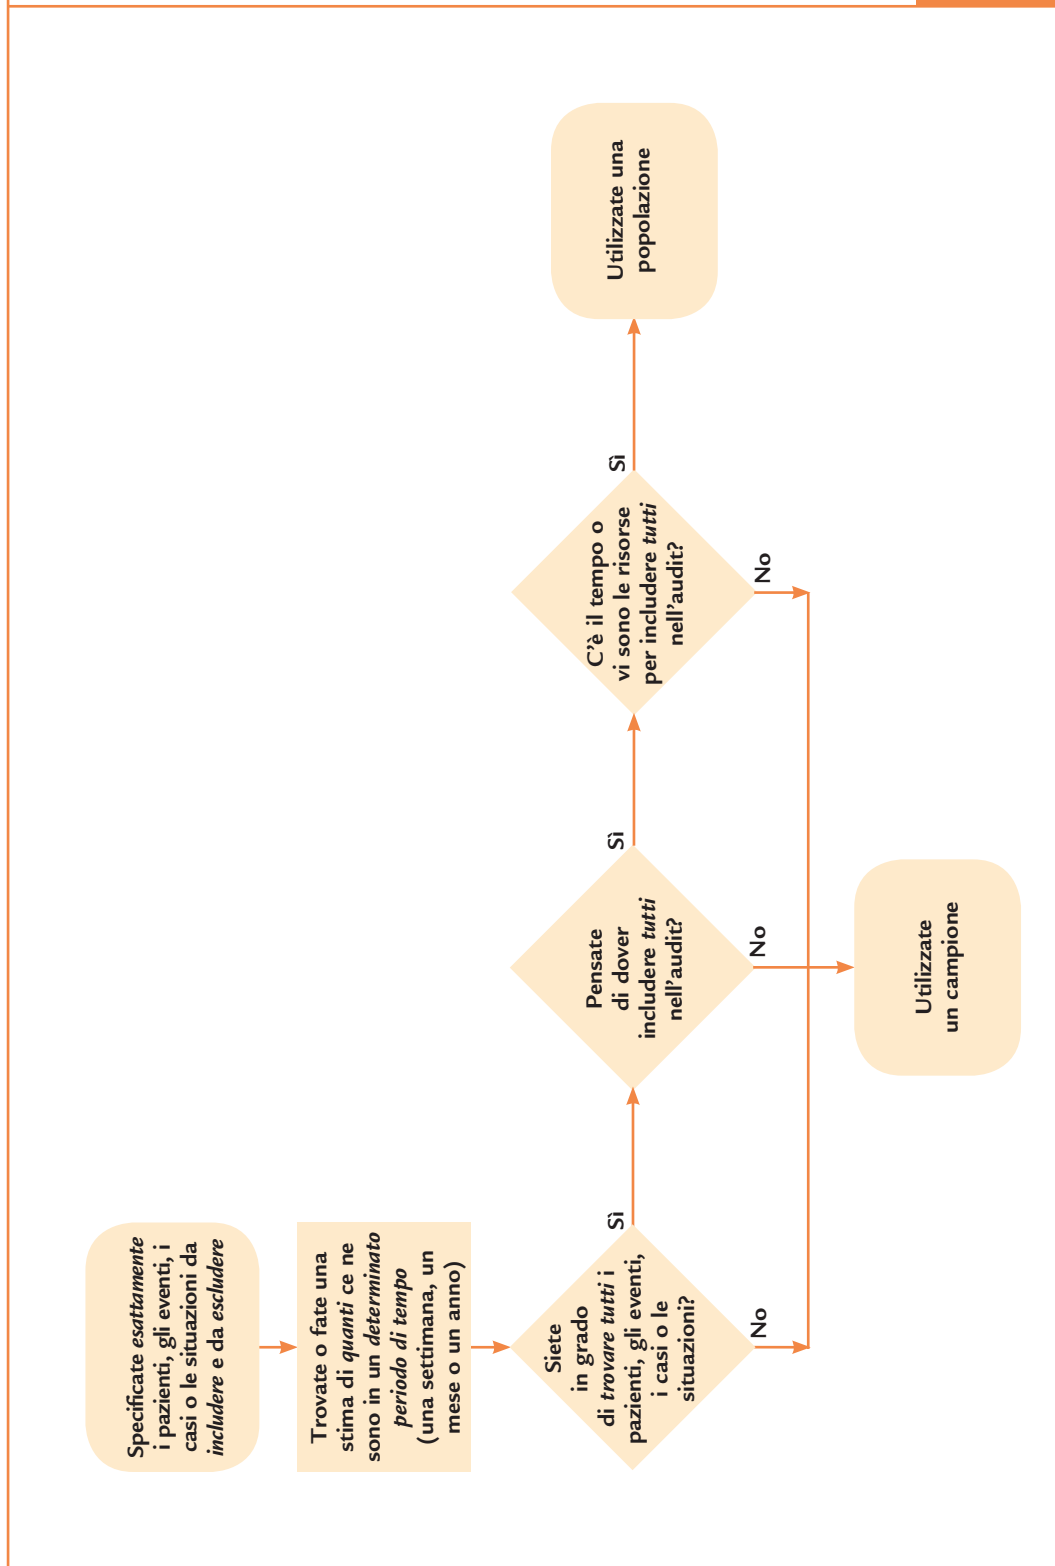 Specificate esattamente
i pazienti, gli eventi, i
casi o le situazioni da
includere e da escludere
Trovate o fate una
stima di quanti ce ne
sono in un determinato
periodo di tempo
(una settimana, un
mese o un anno)
Siete
in grado
di trovare tutti i
pazienti, gli eventi,
i casi o le
situazioni?
Sì
No
Pensate
di dover
includere tutti
nell'audit?
Sì
No
C'è il tempo o
vi sono le risorse
per includere tutti
nell'audit?
Sì
No
Utilizzate una
popolazione
Utilizzate
un campione